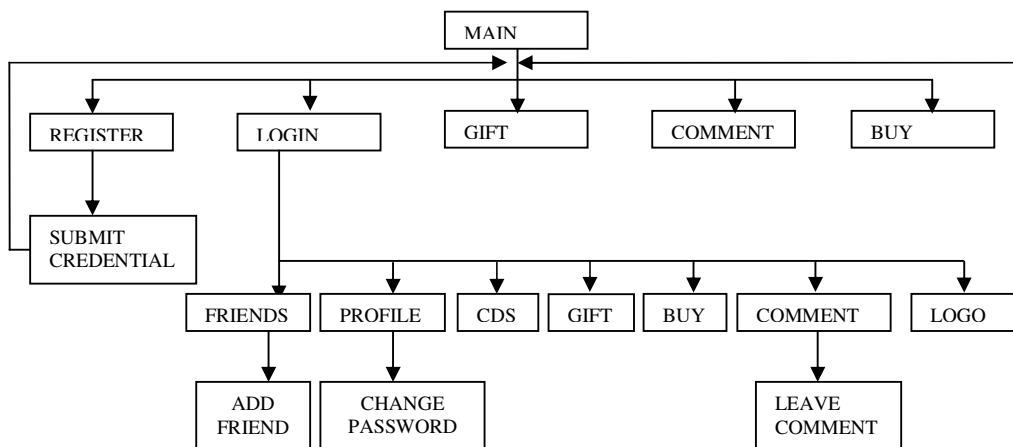 MAIN
REGISTER
LOGIN
GIFT
COMMENT
BUY
SUBMIT
CREDENTIAL
FRIENDS
PROFILE
CDS
GIFT
BUY
COMMENT
LOGO
ADD
FRIEND
CHANGE
PASSWORD
LEAVE
COMMENT